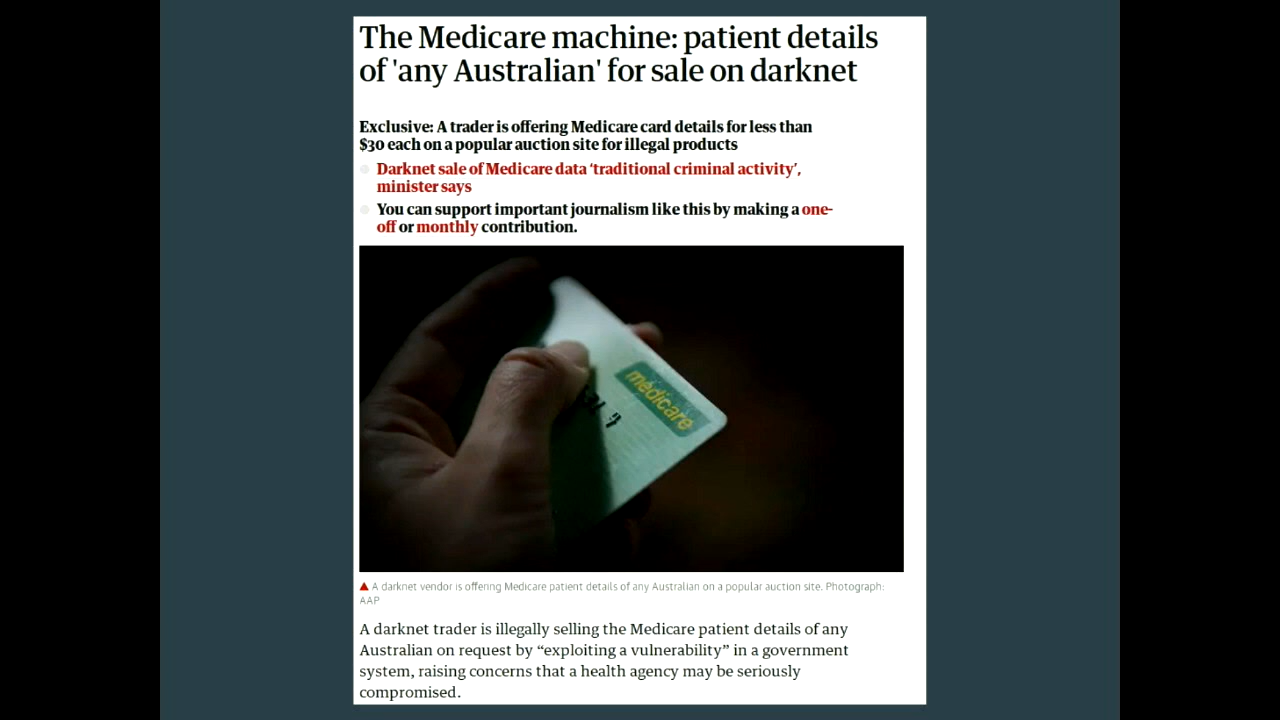 The Medicare machine: patient details
of 'any Australian' for sale on darknet
Exclusive: A trader is offering Medicare card details for less than
$30 each on a popular auction site for illegal products
Darknet sale of Medicare data ‘traditional criminal activity’,
minister says
You can support important journalism like this by making a one-
off or monthly contribution.
medicare
A darknet vendor is offering Medicare patient details of any Australian on a popular auction site. Photograph:
AAP
A darknet trader is illegally selling the Medicare patient details of any
Australian on request by “exploiting a vulnerability” in a government
system, raising concerns that a health agency may be seriously
compromised.